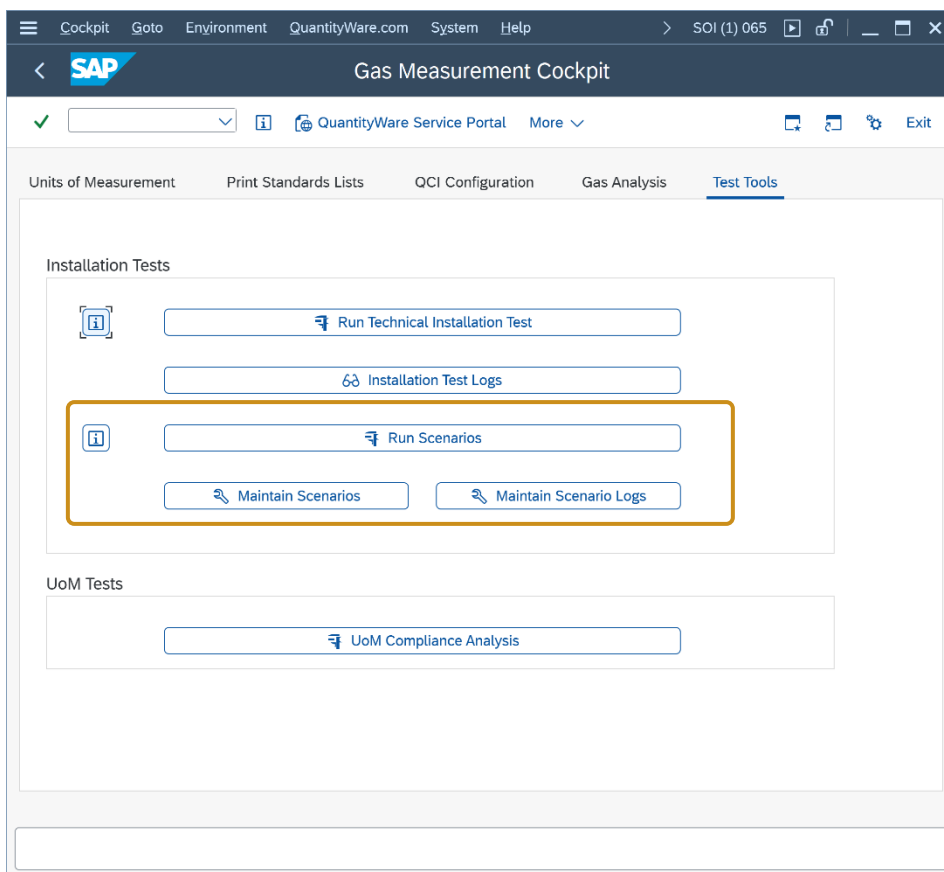 Cockpit Goto Environment QuantityWare.com System Help SOI (1) 065
SAP Gas Measurement Cockpit
QuantityWare Service Portal More Exit
Units of Measurement Print Standards Lists QCI Configuration Gas Analysis Test Tools
Installation Tests
Run Technical Installation Test
Installation Test Logs
Run Scenarios
Maintain Scenarios Maintain Scenario Logs
UoM Tests
UoM Compliance Analysis